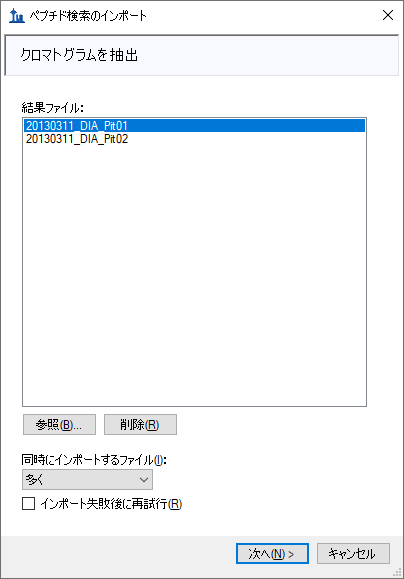 ペプチド検索のインポート
クロマトグラムを抽出
結果ファイル:
20130311_DIA_Pit01
20130311_DIA_Pit02
参照(B)... 削除(R)
同時にインポートするファイル(I):
多く
インポート失敗後に再試行(R)
次へ(N) > キャンセル